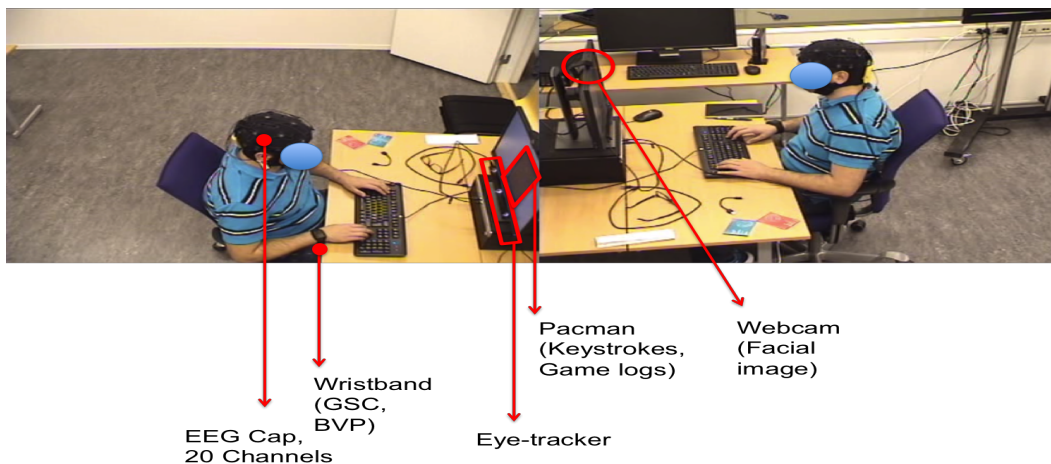 Pacman
(Keystrokes,
Game logs)
Webcam
(Facial
image)
Wristband
(GSC,
BVP)
EEG Cap,
20 Channels
Eye-tracker